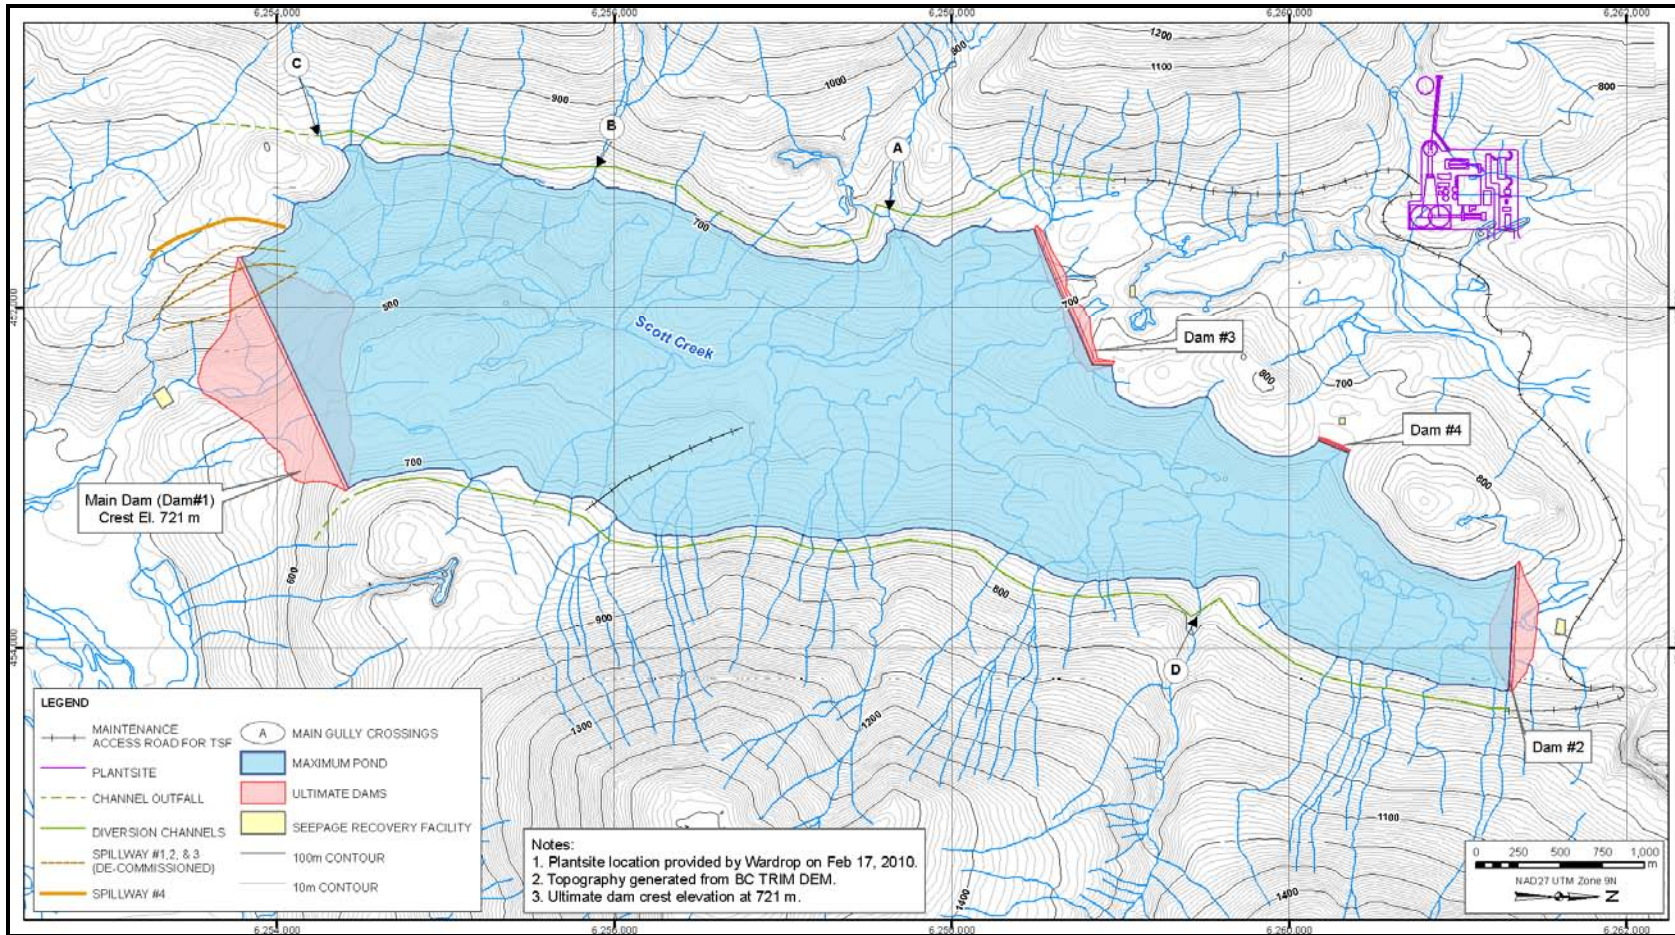 6,254,000
6,256,000
6,258,000
6,260,000
6,262,000
C
B
A
900
1000
900
1200
1100
800
700
500
Scott Creek
700
Dam #3
800
700
Dam #4
800
452,000
Main Dam (Dam#1)
Crest El. 721 m
700
600
900
800
D
454,000
1300
1200
Dam #2
1100
1400
1400
LEGEND
MAINTENANCE
ACCESS ROAD FOR TSF
PLANTSITE
CHANNEL OUTFALL
DIVERSION CHANNELS
SPILLWAY #1,2, & 3
(DE-COMMISSIONED)
SPILLWAY #4
A MAIN GULLY CROSSINGS
MAXIMUM POND
ULTIMATE DAMS
SEEPAGE RECOVERY FACILITY
100m CONTOUR
10m CONTOUR
Notes:
1. Plantsite location provided by Wardrop on Feb 17, 2010.
2. Topography generated from BC TRIM DEM.
3. Ultimate dam crest elevation at 721 m.
0 250 500 750 1,000
m
NAD27 UTM Zone 9N
N
6,254,000
6,256,000
6,258,000
6,260,000
6,262,000